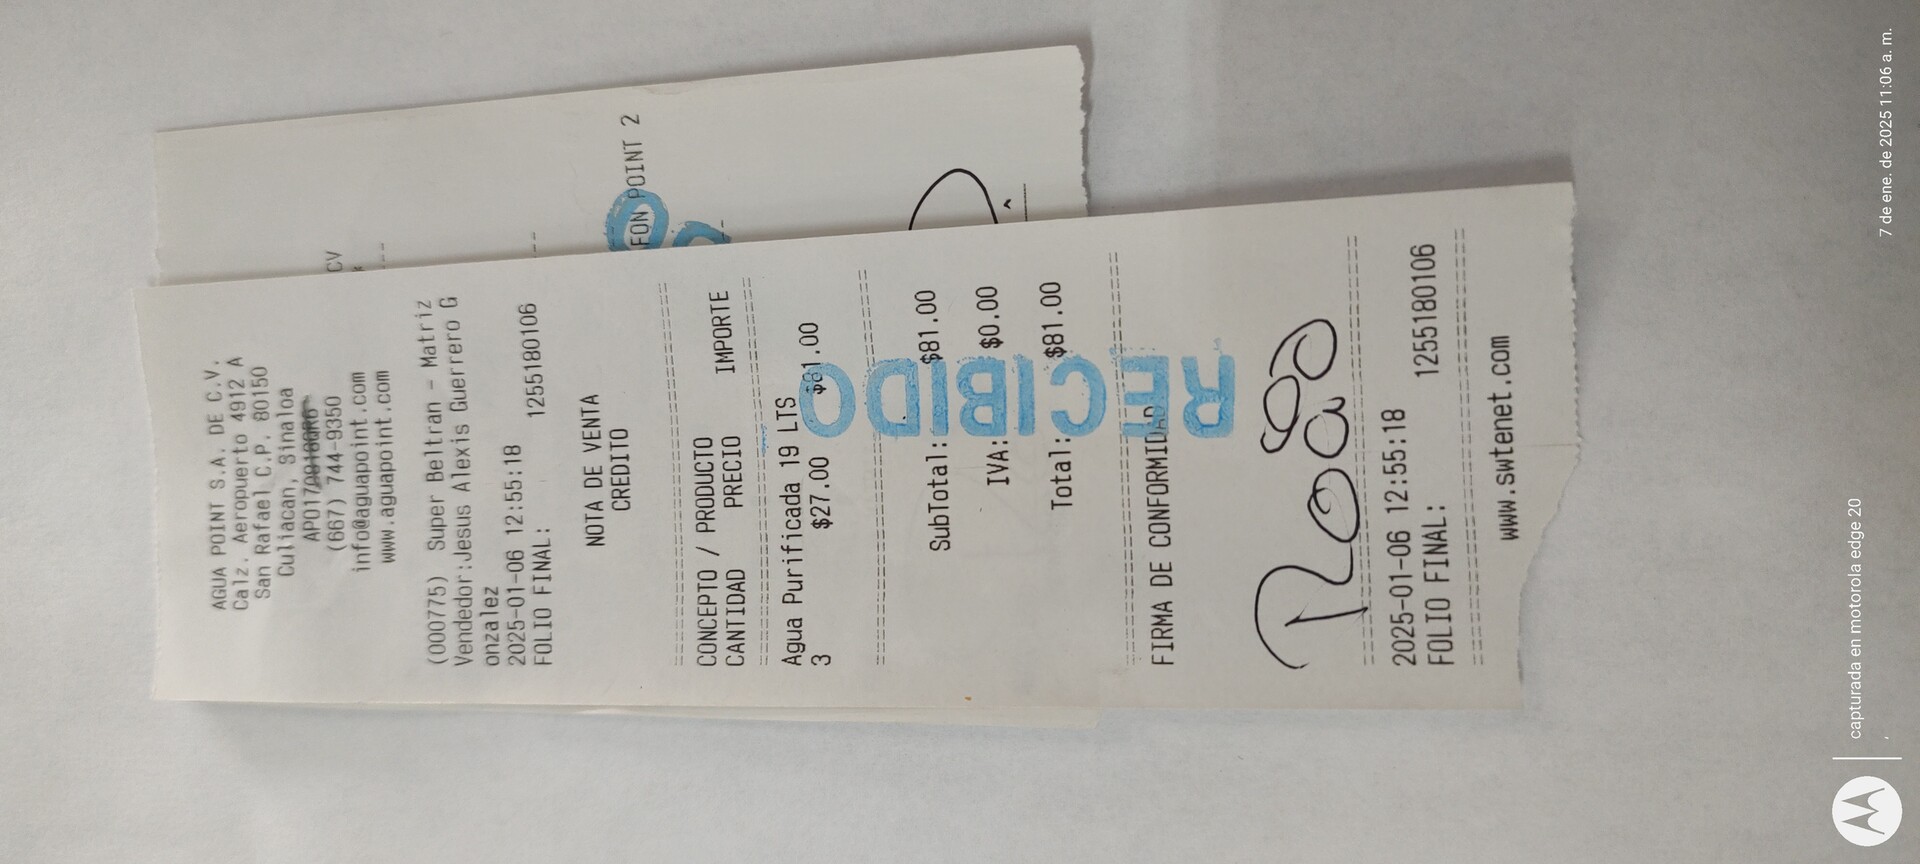 AGUA POINT S.A. DE C.V.
Calz. Aeropuerto 4912 A
San Rafael C.P. 80150
Culiacan, Sinaloa
(667) 744-9350
info@aguapoint.com
www.aguapoint.com
(000775) Super Beltran - Matriz
Vendedor:Jesus Alexis Guerrero G
onzalez
2025-01-06 12:55:18
FOLIO FINAL: 1255180106
NOTA DE VENTA
CREDITO
CONCEPTO / PRODUCTO
CANTIDAD PRECIO IMPORTE
Agua Purificada 19 LTS
3 $27.00 $81.00
SubTotal: $81.00
IVA: $0.00
Total: $81.00
RECIBIDO
FIRMA DE CONFORMIDAD
2025-01-06 12:55:18
FOLIO FINAL: 1255180106
www.swtenet.com
CV
FON POINT 2
capturada en motorola edge 20
7 de ene. de 2025 11:06 a. m.